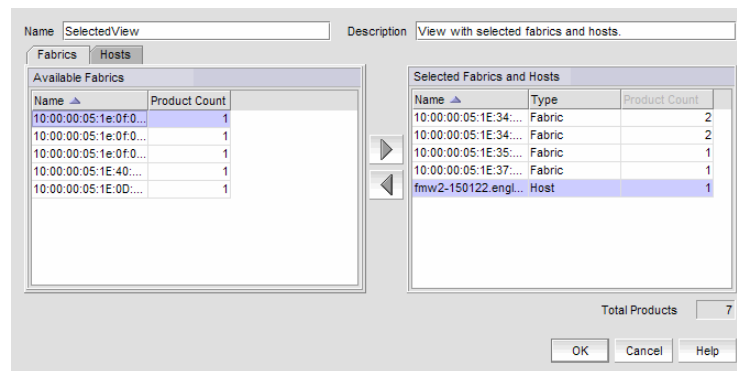 Name SelectedView Description View with selected fabrics and hosts.
Fabrics Hosts
Available Fabrics
Name Product Count
10:00:00:05:1e:0f:0... 1
10:00:00:05:1e:0f:0... 1
10:00:00:05:1e:0f:0... 1
10:00:00:05:1E:40:... 1
10:00:00:05:1E:0D:... 1
Selected Fabrics and Hosts
Name Type Product Count
10:00:00:05:1E:34:... Fabric 2
10:00:00:05:1E:34:... Fabric 2
10:00:00:05:1E:35:... Fabric 1
10:00:00:05:1E:37:... Fabric 1
fmw2-150122.engl... Host 1
Total Products 7
OK Cancel Help